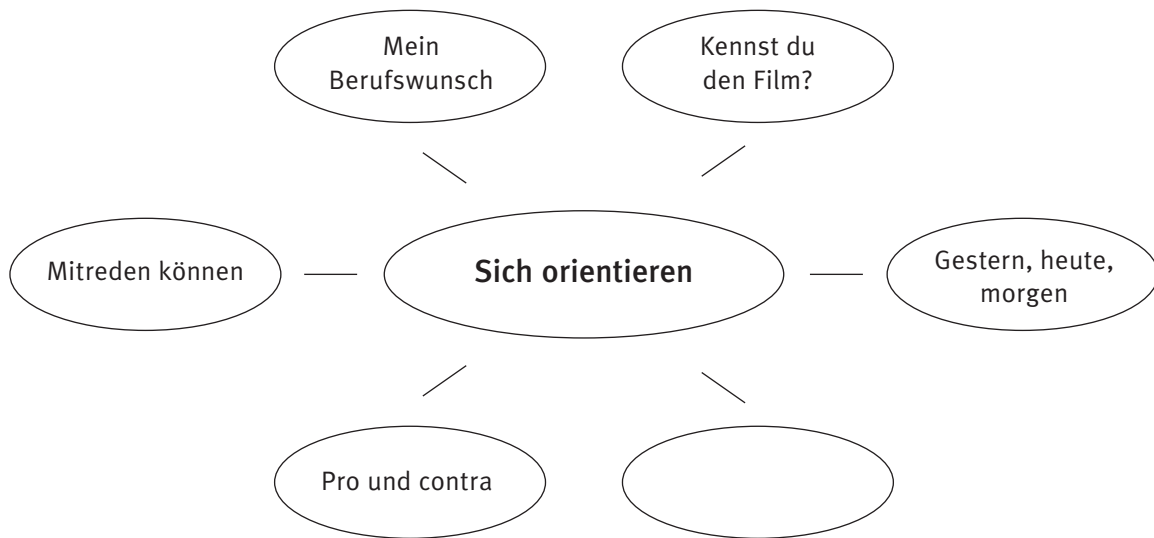 Mein
Berufswunsch
Kennst du
den Film?
Mitreden können
Sich orientieren
Gestern, heute,
morgen
Pro und contra